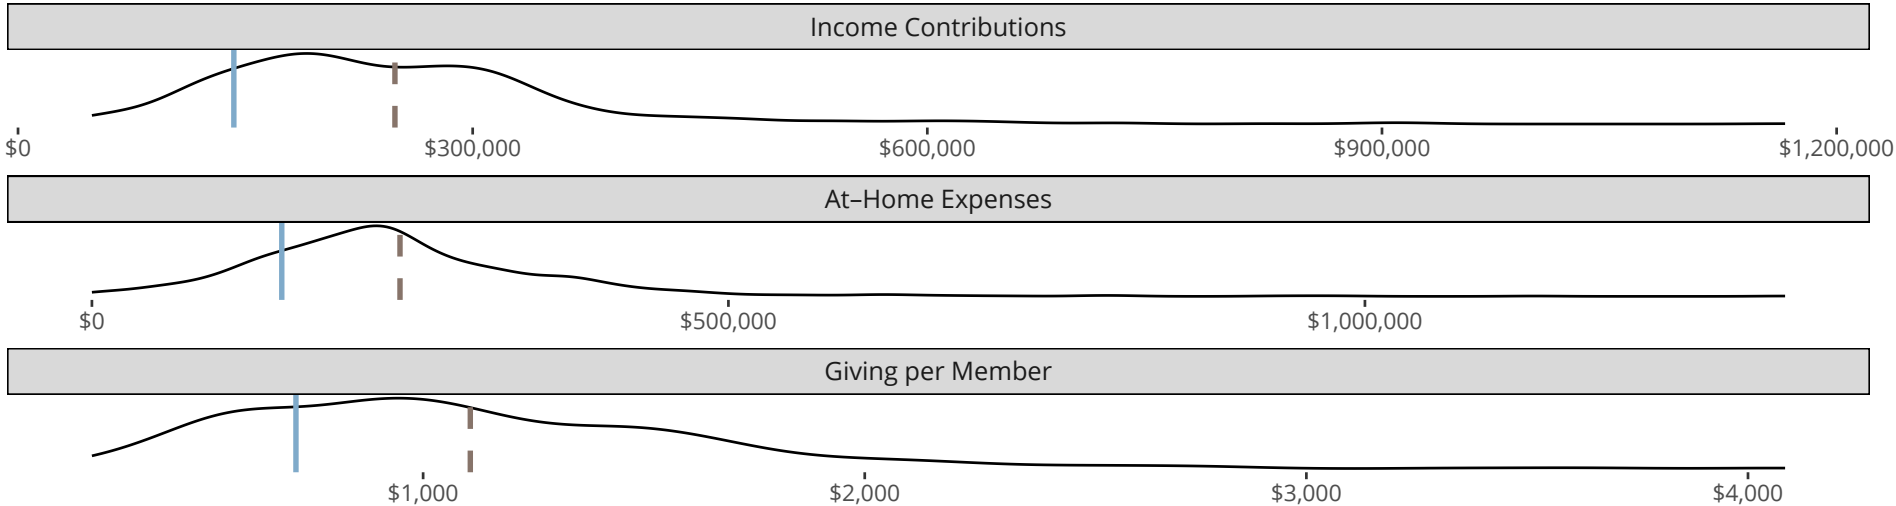 Income Contributions
$0 $300,000 $600,000 $900,000 $1,200,000
At–Home Expenses
$0 $500,000 $1,000,000
Giving per Member
$1,000 $2,000 $3,000 $4,000